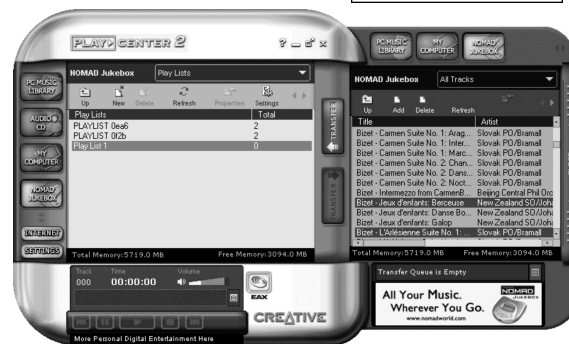 PLAY CENTER 2
? _ x
PC MUSIC LIBRARY
MY COMPUTER
NOMAD JUKEBOX
NOMAD Jukebox
Play Lists
Up
New
Delete
Refresh
Properties
Settings
Play Lists
Total
PLAYLIST 0ea6
2
PLAYLIST 0f2b
2
Play List 1
0
Total Memory:5719.0 MB
Free Memory:3094.0 MB
PC MUSIC LIBRARY
AUDIO CD
MY COMPUTER
NOMAD JUKEBOX
INTERNET
SETTINGS
TRANSFER
TRANSFER
NOMAD Jukebox
All Tracks
Up
Add
Delete
Refresh
Title
Artist
Bizet - Carmen Suite No. 1: Arag...
Slovak PO/Bramall
Bizet - Carmen Suite No. 1: Inter...
Slovak PO/Bramall
Bizet - Carmen Suite No. 1: Marc...
Slovak PO/Bramall
Bizet - Carmen Suite No. 2: Chan...
Slovak PO/Bramall
Bizet - Carmen Suite No. 2: Dans...
Slovak PO/Bramall
Bizet - Carmen Suite No. 2: Noct...
Slovak PO/Bramall
Bizet - Intermezzo from CarmenB...
Beijing Central Phil Orc
Bizet - Jeux d'enfants: Berceuse
New Zealand SO/Joha
Bizet - Jeux d'enfants: Danse Bo...
New Zealand SO/Joha
Bizet - Jeux d'enfants: Galop
New Zealand SO/Joha
Bizet - L'Arlésienne Suite No. 1: ...
Slovak PO/Bramall
Total Memory:5719.0 MB
Free Memory:3094.0 MB
Track
Time
Volume
000
00:00:00
EAX
CREATIVE
More Personal Digital Entertainment Here
Transfer Queue is Empty
All Your Music.
Wherever You Go.
www.nomadworld.com
NOMAD
JUKEBOX